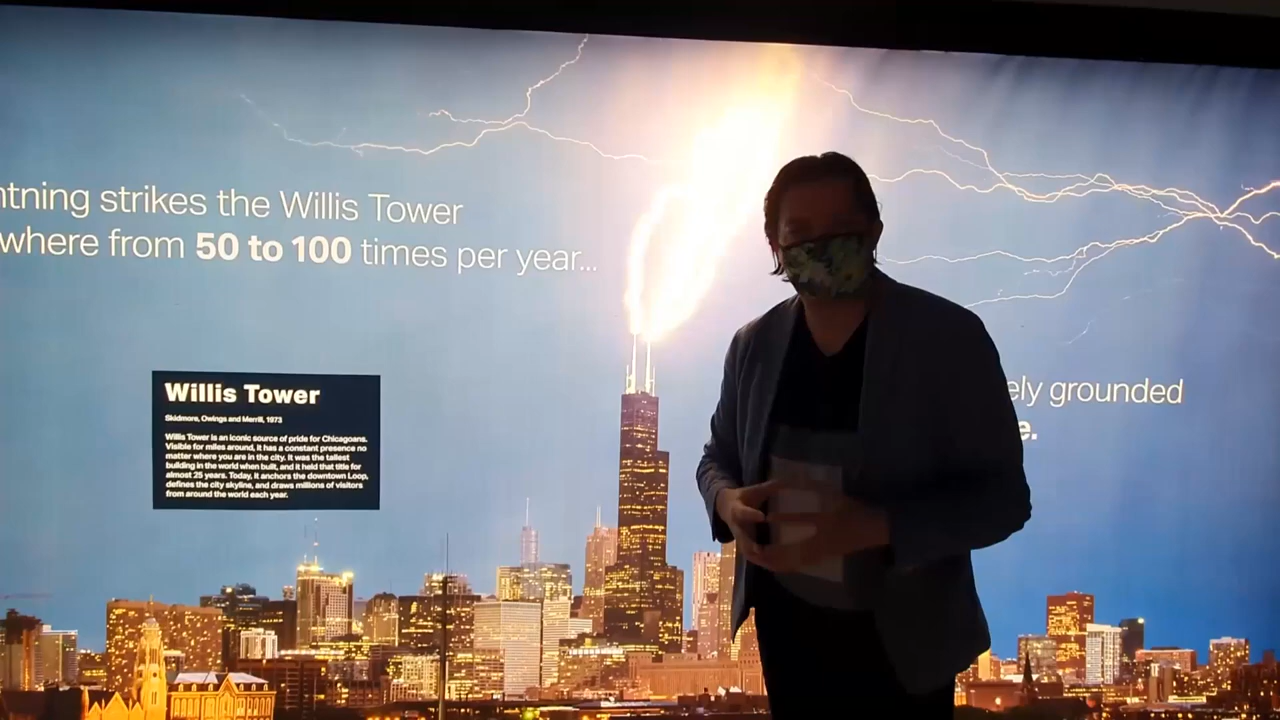 htning strikes the Willis Tower
where from 50 to 100 times per year...
Willis Tower
Skidmore, Owings and Merrill, 1973
Willis Tower is an iconic source of pride for Chicagoans.
Visible for miles around, it has a constant presence no
matter where you are in the city. It was the tallest
building in the world when built, and it held that title for
almost 25 years. Today, it anchors the downtown Loop,
defines the city skyline, and draws millions of visitors
from around the world each year.
ely grounded
e.